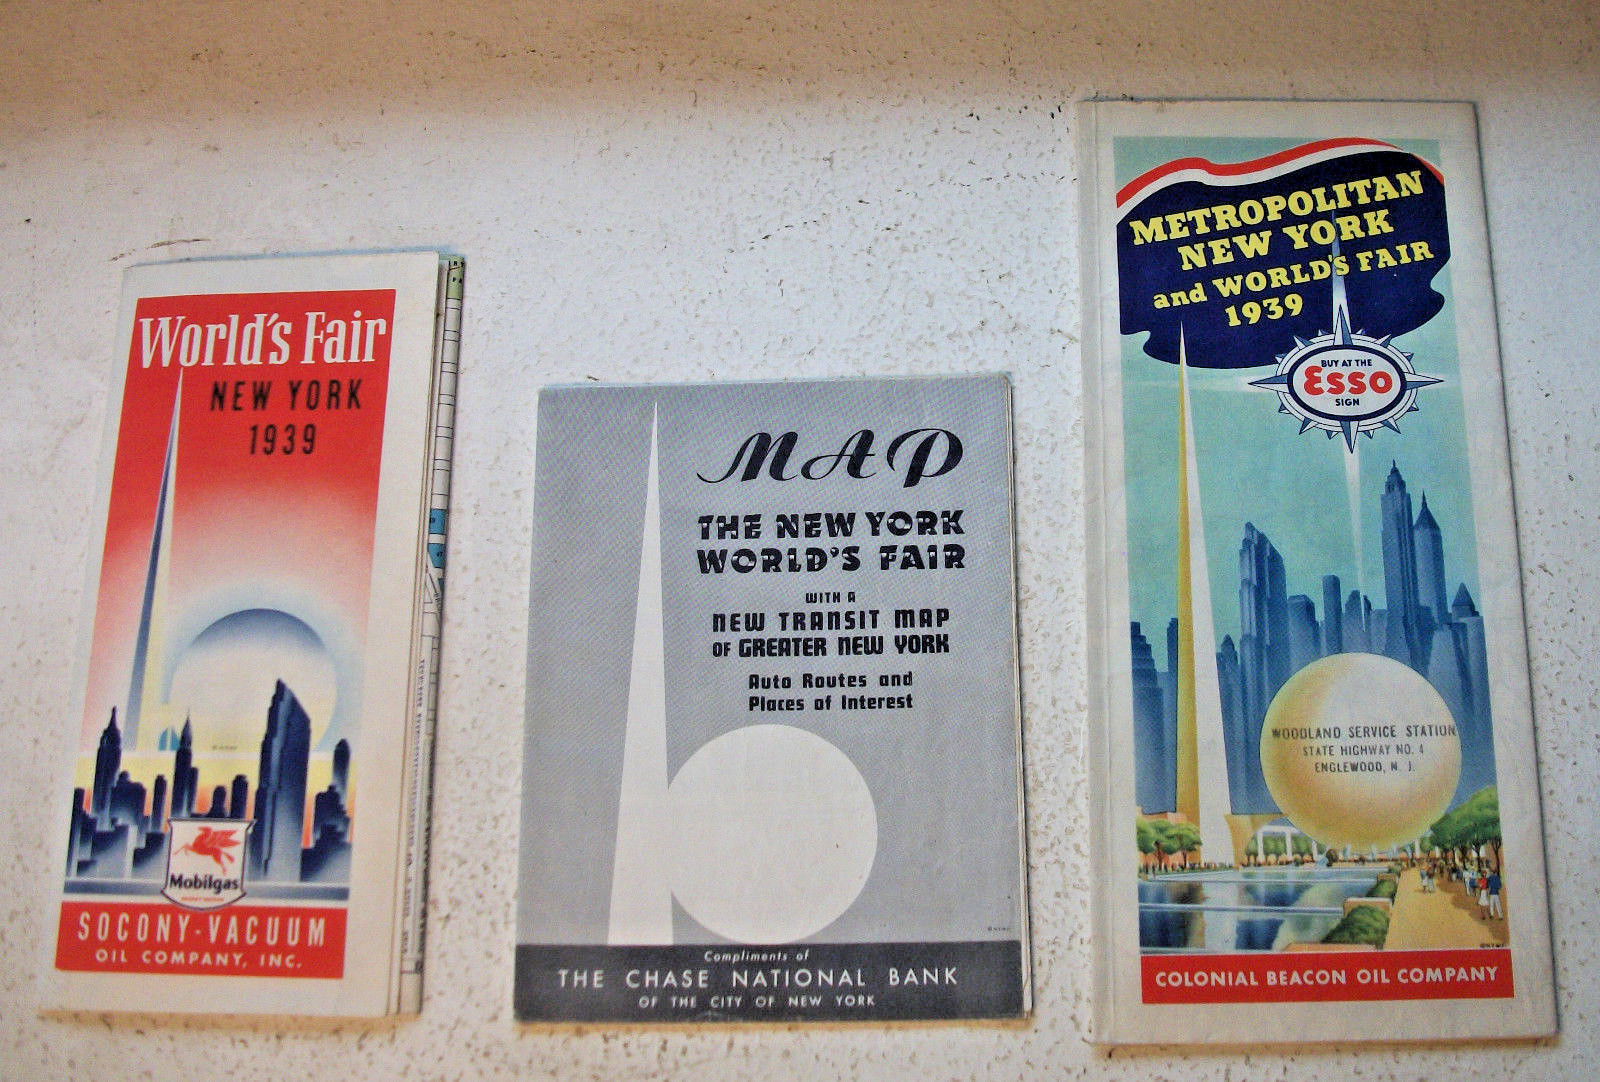 World's Fair
NEW YORK
1939
Mobilgas
SOCONY-VACUUM
OIL COMPANY, INC.
MAP
THE NEW YORK
WORLD'S FAIR
WITH A
NEW TRANSIT MAP
OF GREATER NEW YORK
Auto Routes and
Places of Interest
Compliments of
THE CHASE NATIONAL BANK
OF THE CITY OF NEW YORK
METROPOLITAN
NEW YORK
and WORLD'S FAIR
1939
BUY AT THE
Esso
SIGN
WOODLAND SERVICE STATION
STATE HIGHWAY NO. 4
ENGLEWOOD, N. J.
COLONIAL BEACON OIL COMPANY